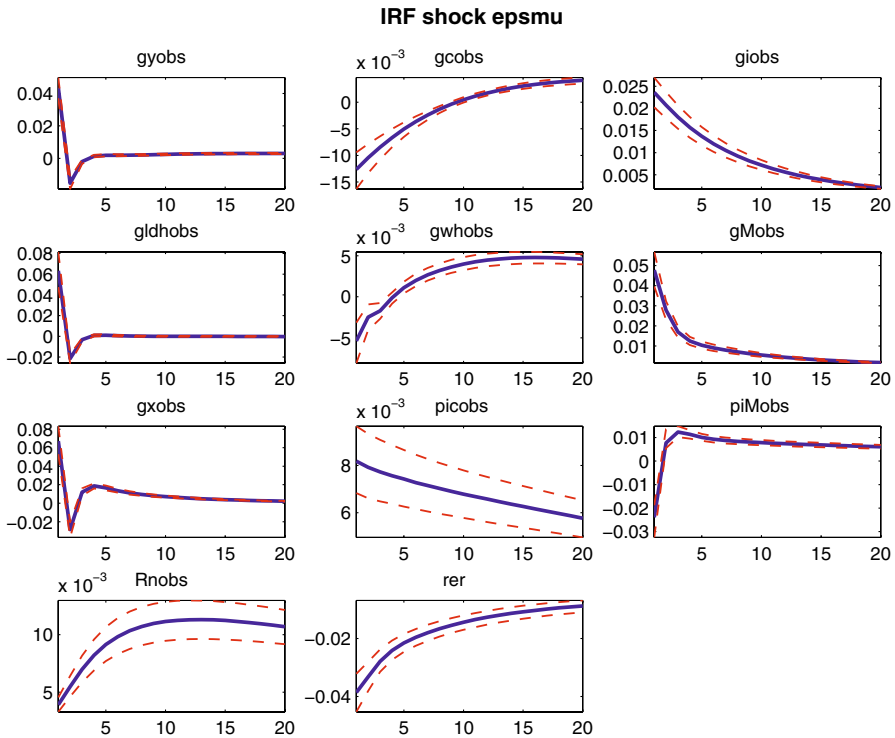 IRF shock epsmu
gyobs
0.04
0.02
0
5 10 15 20
gcobs
x 10⁻³
0
−5
−10
−15
5 10 15 20
giobs
0.025
0.02
0.015
0.01
0.005
5 10 15 20
gldhobs
0.08
0.06
0.04
0.02
0
−0.02
5 10 15 20
gwhobs
x 10⁻³
5
0
−5
5 10 15 20
gMobs
0.05
0.04
0.03
0.02
0.01
5 10 15 20
gxobs
0.08
0.06
0.04
0.02
0
−0.02
5 10 15 20
picobs
x 10⁻³
8
6
5 10 15 20
piMobs
0.01
0
−0.01
−0.02
−0.03
5 10 15 20
Rnobs
x 10⁻³
10
5
5 10 15 20
rer
−0.02
−0.04
5 10 15 20